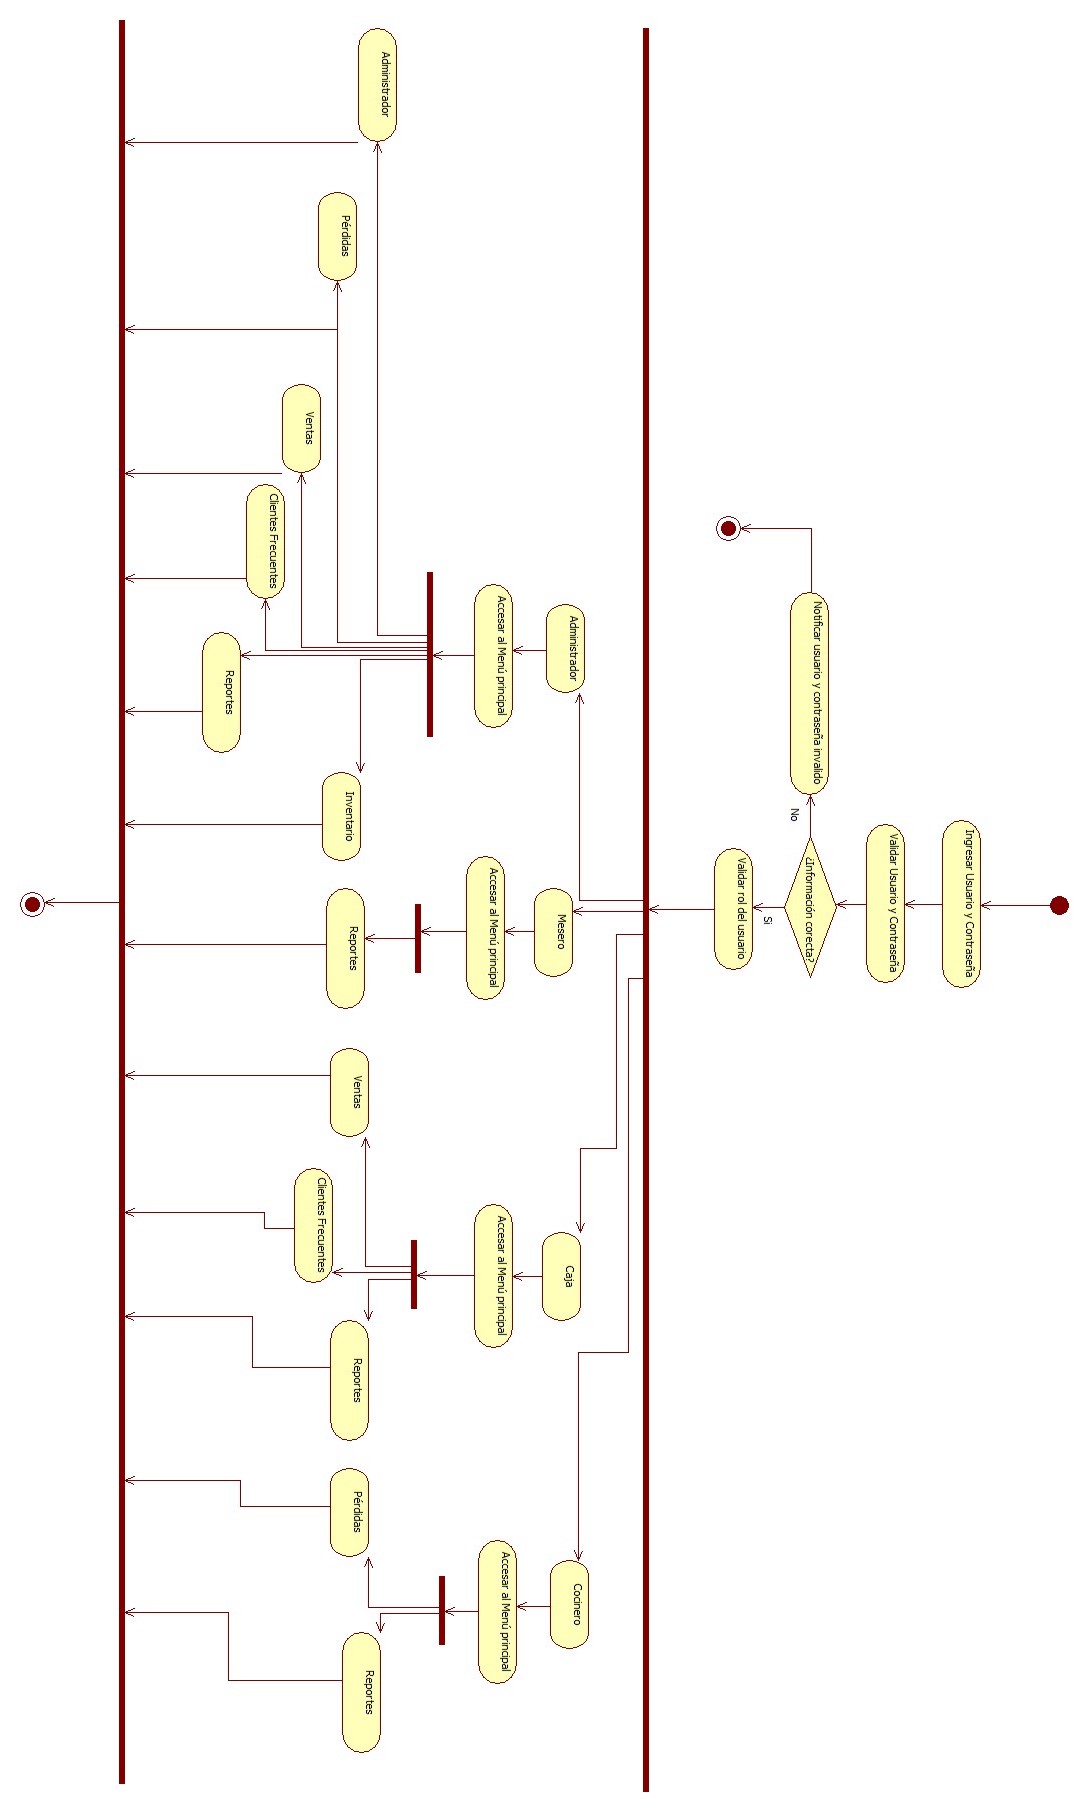 Ingresar Usuario y Contraseña
Validar Usuario y Contraseña
¿Información corecta?
No
Si
Notificar usuario y contraseña invalido
Validar rol del usuario
Administrador
Mesero
Caja
Cocinero
Accesar al Menú principal
Accesar al Menú principal
Accesar al Menú principal
Accesar al Menú principal
Administrador
Pérdidas
Ventas
Clientes Frecuentes
Reportes
Inventario
Reportes
Ventas
Clientes Frecuentes
Reportes
Pérdidas
Reportes